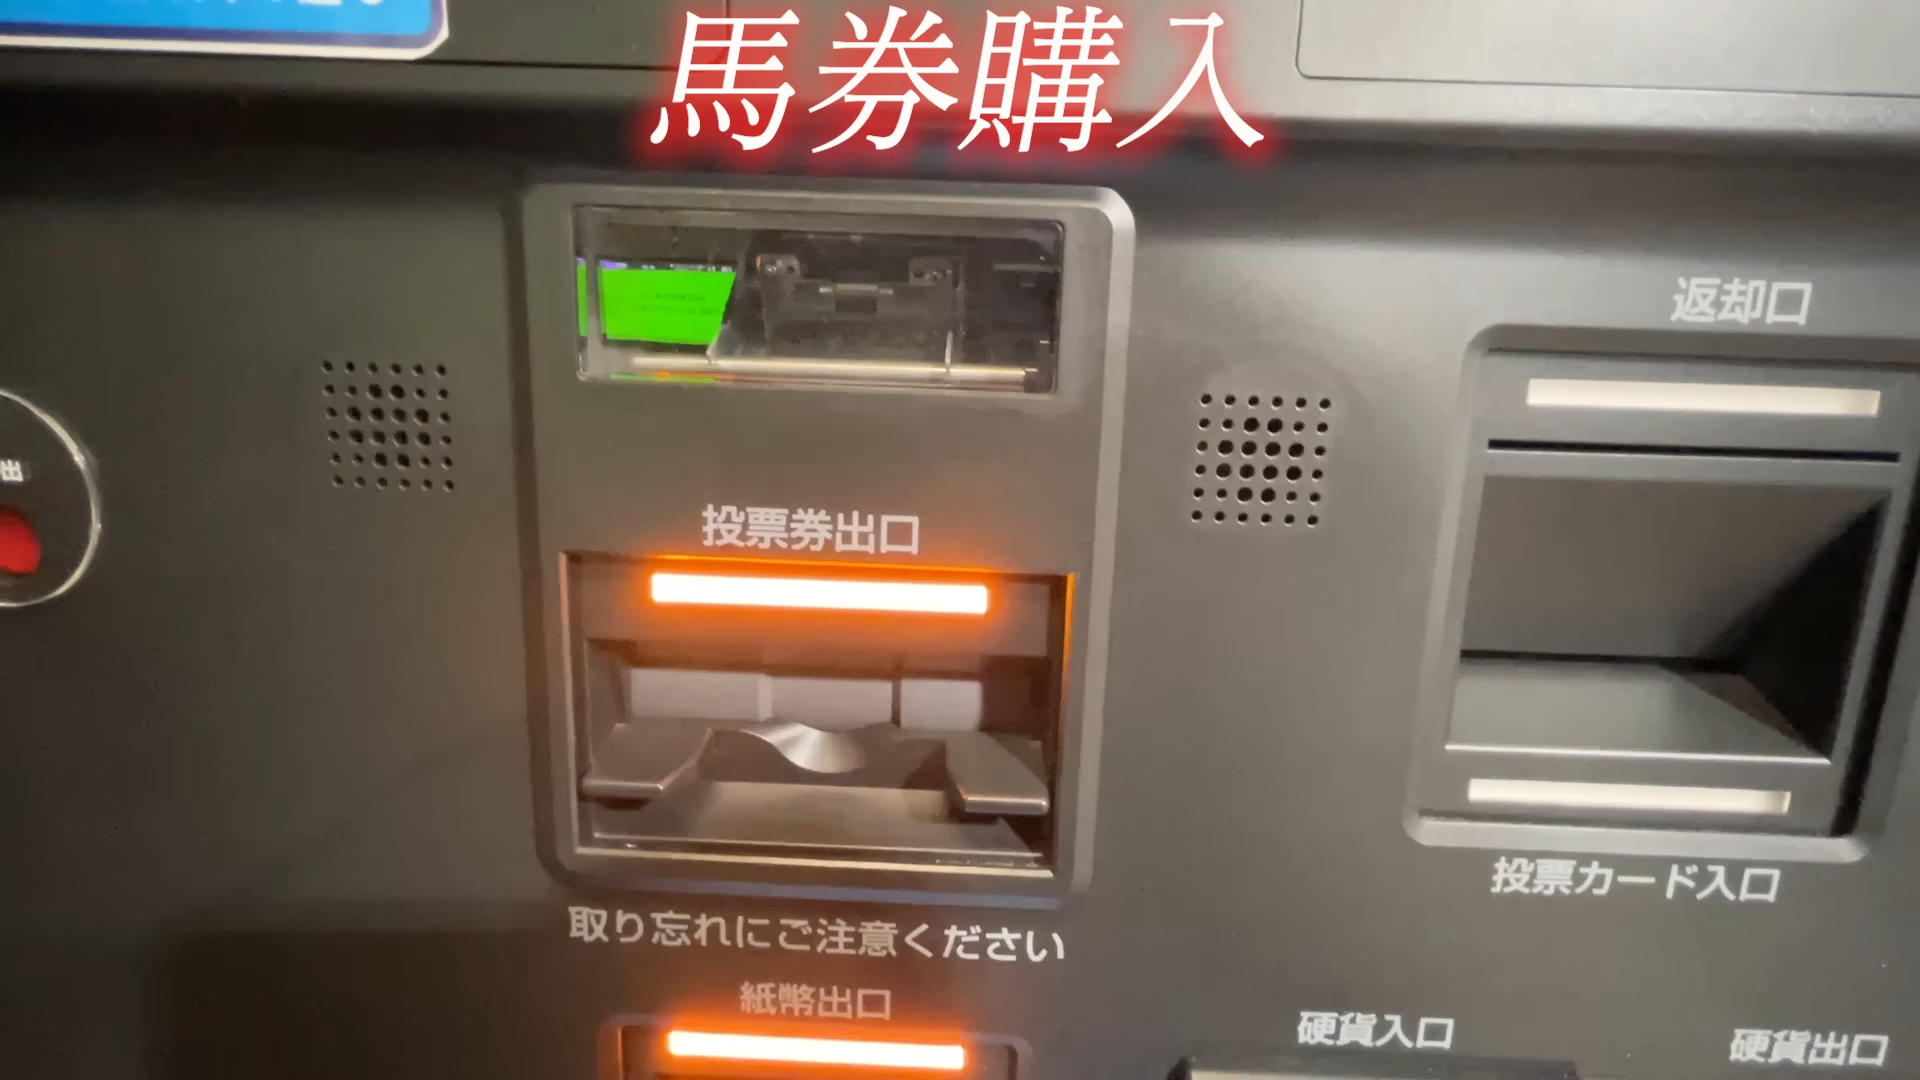 馬券購入
返却口
出
投票券出口
投票カード入口
取り忘れにご注意ください
紙幣出口
硬貨入口
硬貨出口